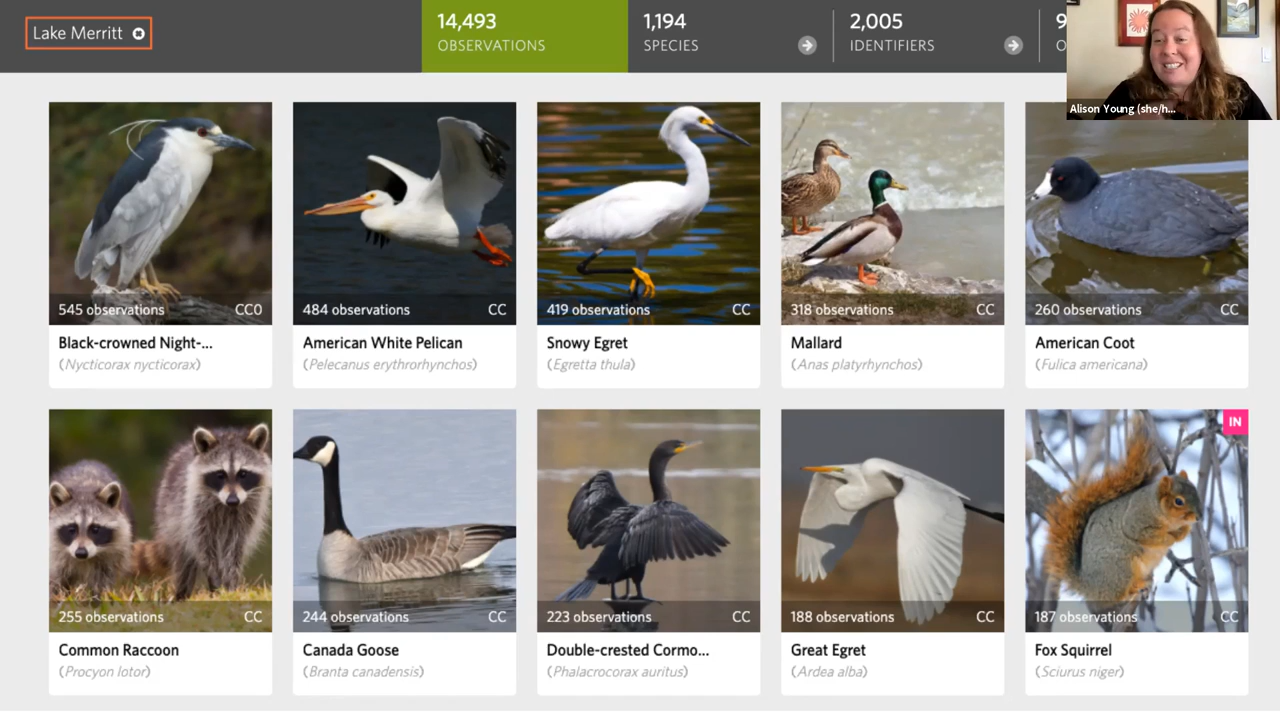 Lake Merritt
14,493
OBSERVATIONS
1,194
SPECIES
2,005
IDENTIFIERS
9
O
Alison Young (she/h...
545 observations CC0
484 observations CC
419 observations CC
318 observations CC
260 observations CC
Black-crowned Night-...
(Nycticorax nycticorax)
American White Pelican
(Pelecanus erythrorhynchos)
Snowy Egret
(Egretta thula)
Mallard
(Anas platyrhynchos)
American Coot
(Fulica americana)
IN
255 observations CC
244 observations CC
223 observations CC
188 observations CC
187 observations CC
Common Raccoon
(Procyon lotor)
Canada Goose
(Branta canadensis)
Double-crested Cormo...
(Phalacrocorax auritus)
Great Egret
(Ardea alba)
Fox Squirrel
(Sciurus niger)